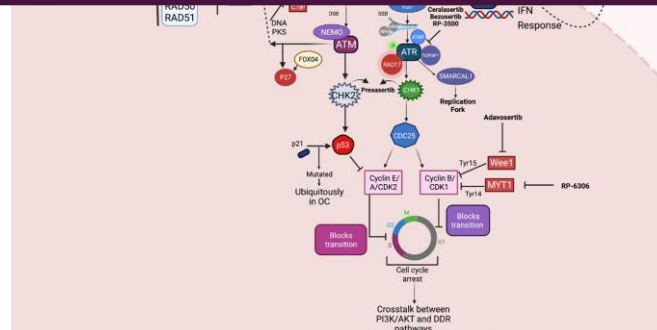 RAD50
RAD51
CTIP
DNA
PKS
DSB
SSB
NEMO
ATM
FOXO4
P27
ATR
TOPBP1
RAD17
Ceralasertib
Bezosertib
RP-3500
IFN
Response
SMARCAL1
Replication
Fork
CHK2
Prexasertib
CHK1
CDC25
Adavosertib
p21
p53
Mutated
Ubiquitously
in OC
Cyclin E/
A/CDK2
Cyclin B/
CDK1
Tyr15
Wee1
Tyr14
MYT1
RP-6306
Blocks
transition
M
G2
S
G1
Blocks
transition
Cell cycle
arrest
Crosstalk between
PI3K/AKT and DDR
pathways